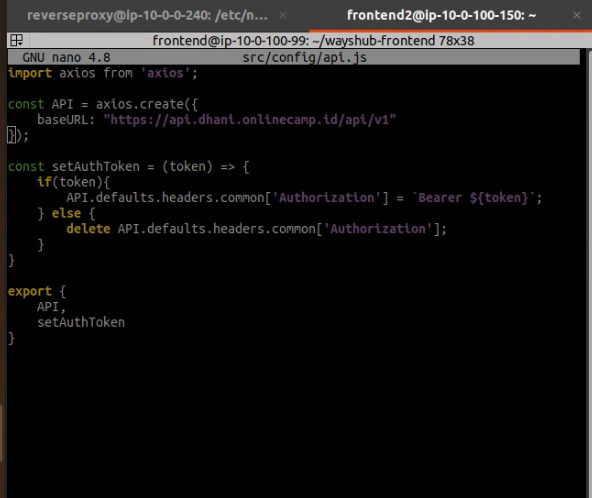 reverseproxy@ip-10-0-0-240: /etc/n... × frontend2@ip-10-0-100-150: ~ ×
frontend@ip-10-0-100-99: ~/wayshub-frontend 78x38
GNU nano 4.8 src/config/api.js
import axios from 'axios';
const API = axios.create({
    baseURL: "https://api.dhani.onlinecamp.id/api/v1"
});
const setAuthToken = (token) => {
    if(token){
        API.defaults.headers.common['Authorization'] = `Bearer ${token}`;
    } else {
        delete API.defaults.headers.common['Authorization'];
    }
}
export {
    API,
    setAuthToken
}